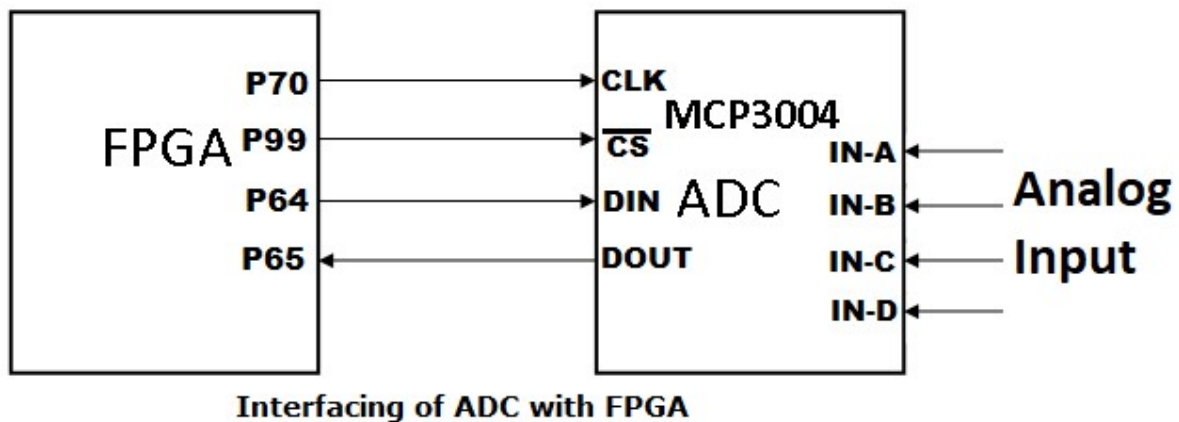 FPGA
P70
P99
P64
P65
CLK
CS
DIN
DOUT
MCP3004
ADC
IN-A
IN-B
IN-C
IN-D
Analog
Input
Interfacing of ADC with FPGA